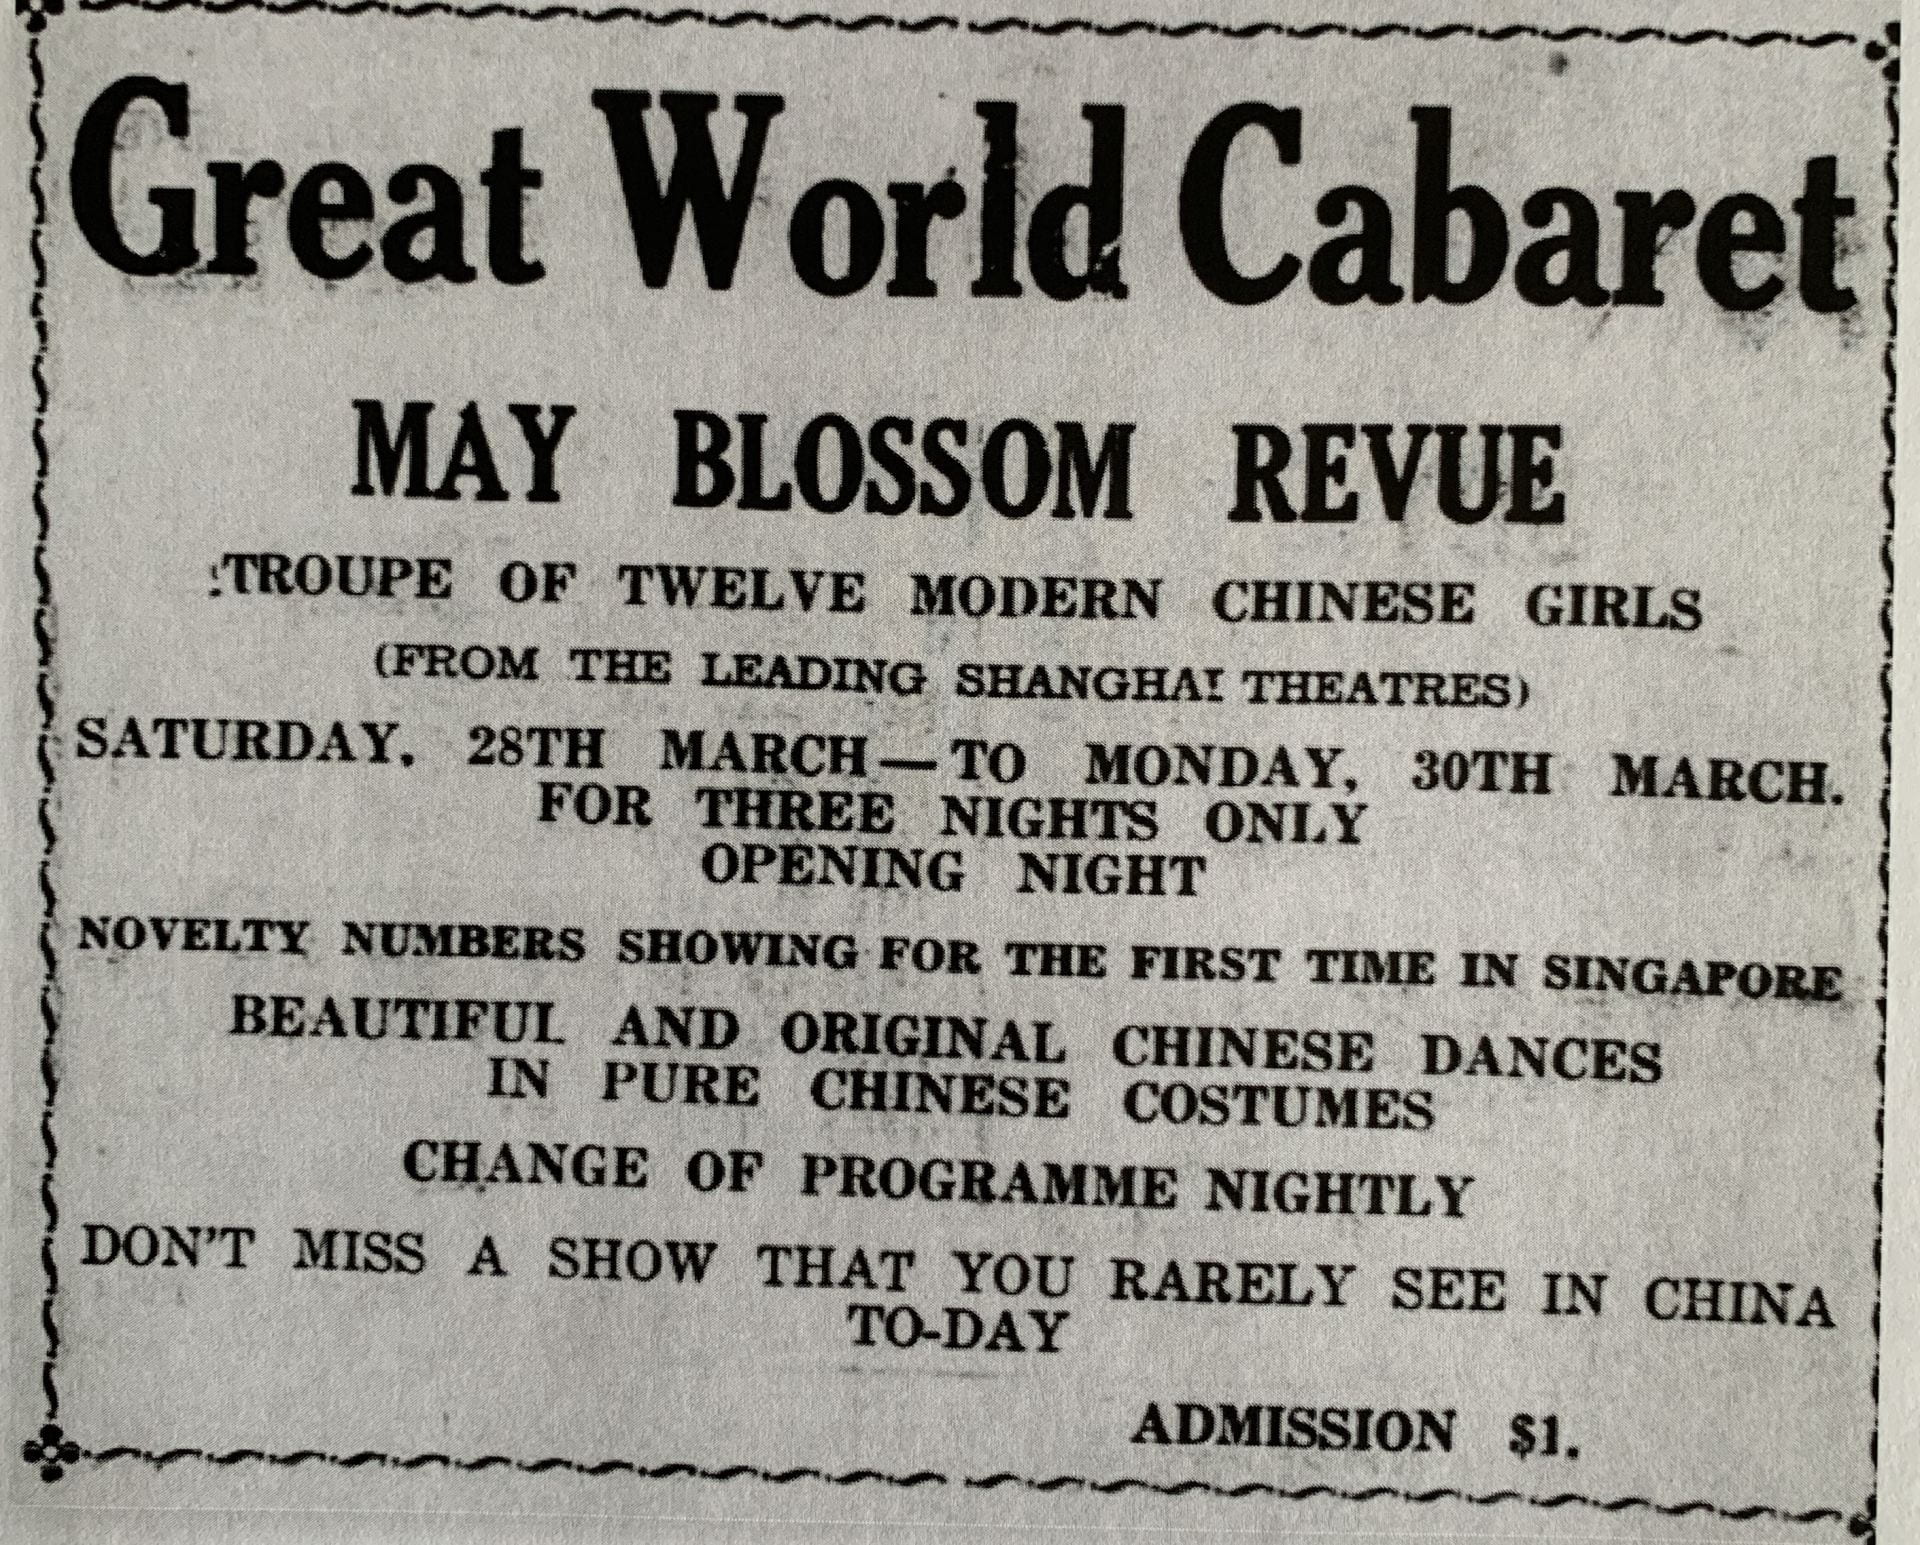 Great World Cabaret
MAY BLOSSOM REVUE
TROUPE OF TWELVE MODERN CHINESE GIRLS
(FROM THE LEADING SHANGHAI THEATRES)
SATURDAY, 28TH MARCH—TO MONDAY, 30TH MARCH.
FOR THREE NIGHTS ONLY
OPENING NIGHT
NOVELTY NUMBERS SHOWING FOR THE FIRST TIME IN SINGAPORE
BEAUTIFUL AND ORIGINAL CHINESE DANCES
IN PURE CHINESE COSTUMES
CHANGE OF PROGRAMME NIGHTLY
DON'T MISS A SHOW THAT YOU RARELY SEE IN CHINA
TO-DAY
ADMISSION $1.